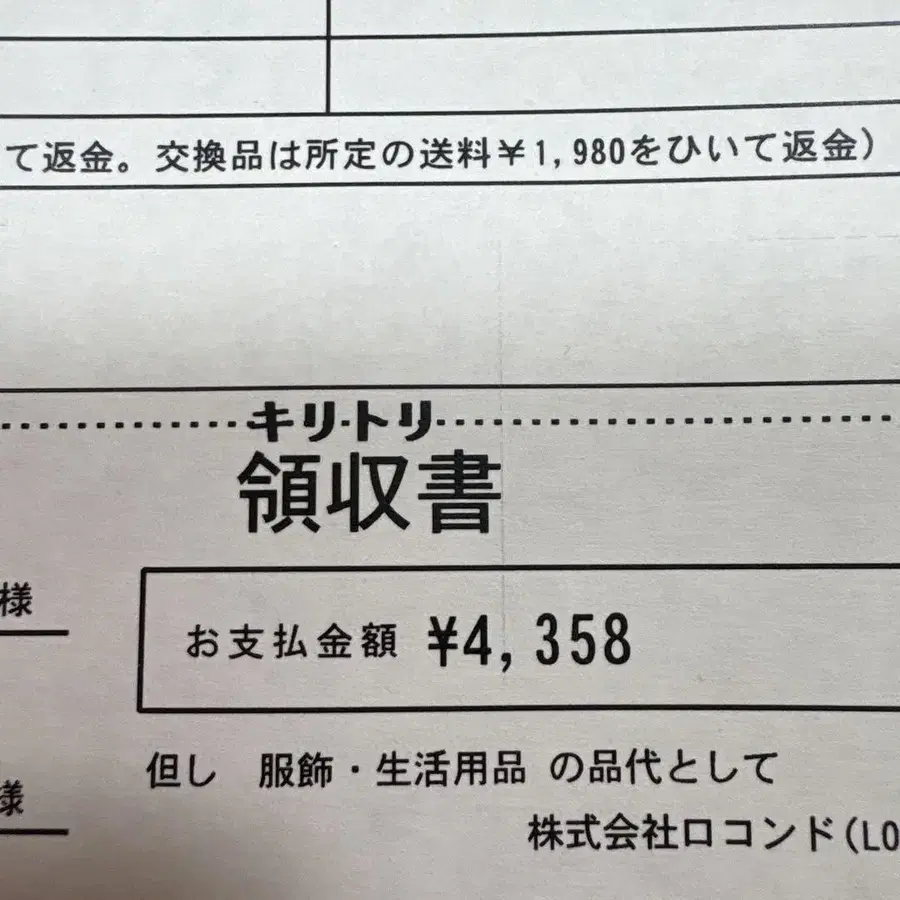 て返金。交換品は所定の送料¥1,980をひいて返金)
キリトリ
領収書
様
お支払金額 ¥4,358
但し 服飾・生活用品 の品代として
様
株式会社ロコンド(LO